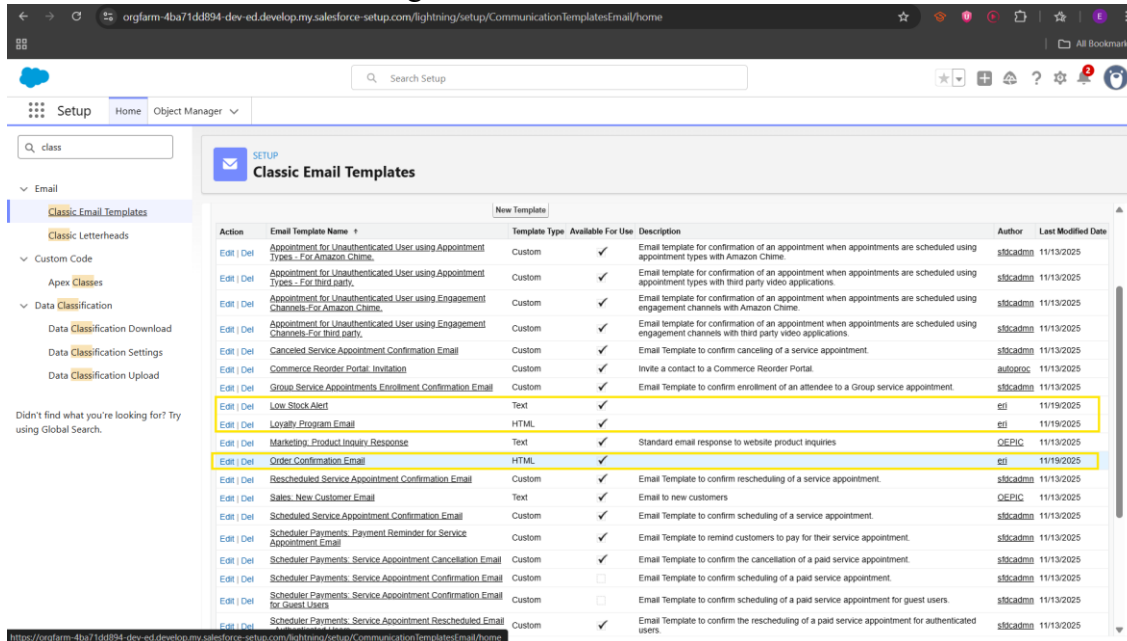 orgfarm-4ba71dd894-dev-ed.develop.my.salesforce-setup.com/lightning/setup/CommunicationTemplatesEmail/home
E
All Bookmark
Search Setup
2
Setup Home Object Manager
class
SETUP
Classic Email Templates
Email
Classic Email Templates
Classic Letterheads
Custom Code
Apex Classes
Data Classification
Data Classification Download
Data Classification Settings
Data Classification Upload
Didn't find what you're looking for? Try
using Global Search.
New Template
Action Email Template Name ↑ Template Type Available For Use Description Author Last Modified Date
Edit | Del Appointment for Unauthenticated User using Appointment Types - For Amazon Chime. Custom ✓ Email template for confirmation of an appointment when appointments are scheduled using appointment types with Amazon Chime. sfdcadmn 11/13/2025
Edit | Del Appointment for Unauthenticated User using Appointment Types - For third party. Custom ✓ Email template for confirmation of an appointment when appointments are scheduled using appointment types with third party video applications. sfdcadmn 11/13/2025
Edit | Del Appointment for Unauthenticated User using Engagement Channels-For Amazon Chime. Custom ✓ Email template for confirmation of an appointment when appointments are scheduled using engagement channels with Amazon Chime. sfdcadmn 11/13/2025
Edit | Del Appointment for Unauthenticated User using Engagement Channels-For third party. Custom ✓ Email template for confirmation of an appointment when appointments are scheduled using engagement channels with third party video applications. sfdcadmn 11/13/2025
Edit | Del Canceled Service Appointment Confirmation Email Custom ✓ Email Template to confirm canceling of a service appointment. sfdcadmn 11/13/2025
Edit | Del Commerce Reorder Portal: Invitation Custom ✓ Invite a contact to a Commerce Reorder Portal. autoproc 11/13/2025
Edit | Del Group Service Appointments Enrollment Confirmation Email Custom ✓ Email Template to confirm enrollment of an attendee to a Group service appointment. sfdcadmn 11/13/2025
Edit | Del Low Stock Alert Text ✓ eri 11/19/2025
Edit | Del Loyalty Program Email HTML ✓ eri 11/19/2025
Edit | Del Marketing: Product Inquiry Response Text ✓ Standard email response to website product inquiries OEPIC 11/13/2025
Edit | Del Order Confirmation Email HTML ✓ eri 11/19/2025
Edit | Del Rescheduled Service Appointment Confirmation Email Custom ✓ Email Template to confirm rescheduling of a service appointment. sfdcadmn 11/13/2025
Edit | Del Sales: New Customer Email Text ✓ Email to new customers OEPIC 11/13/2025
Edit | Del Scheduled Service Appointment Confirmation Email Custom ✓ Email Template to confirm scheduling of a service appointment. sfdcadmn 11/13/2025
Edit | Del Scheduler Payments: Payment Reminder for Service Appointment Email Custom ✓ Email Template to remind customers to pay for their service appointment. sfdcadmn 11/13/2025
Edit | Del Scheduler Payments: Service Appointment Cancellation Email Custom ✓ Email Template to confirm the cancellation of a paid service appointment. sfdcadmn 11/13/2025
Edit | Del Scheduler Payments: Service Appointment Confirmation Email Custom Email Template to confirm scheduling of a paid service appointment. sfdcadmn 11/13/2025
Edit | Del Scheduler Payments: Service Appointment Confirmation Email for Guest Users Custom Email Template to confirm scheduling of a paid service appointment for guest users. sfdcadmn 11/13/2025
Edit | Del Scheduler Payments: Service Appointment Rescheduled Email Custom ✓ Email Template to confirm the rescheduling of a paid service appointment for authenticated users. sfdcadmn 11/13/2025
https://orgfarm-4ba71dd894-dev-ed.develop.my.salesforce-setup.com/lightning/setup/CommunicationTemplatesEmail/home